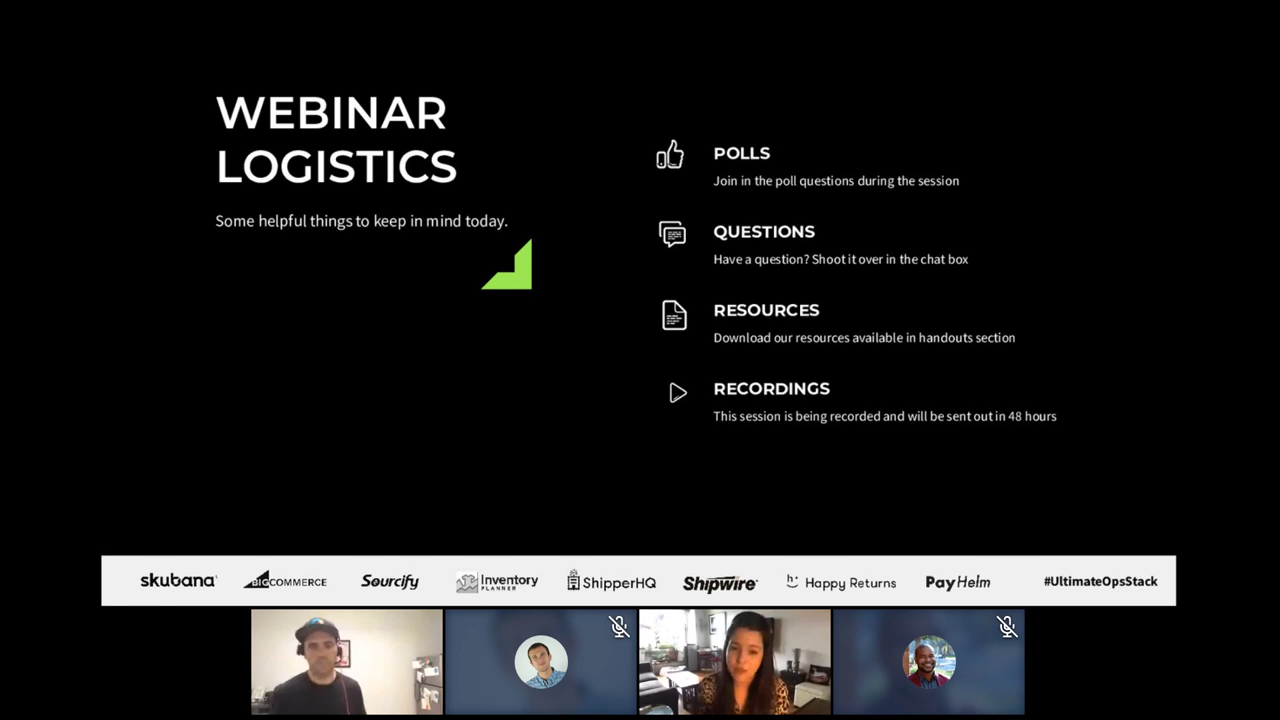 WEBINAR
LOGISTICS
Some helpful things to keep in mind today.
POLLS
Join in the poll questions during the session
QUESTIONS
Have a question? Shoot it over in the chat box
RESOURCES
Download our resources available in handouts section
RECORDINGS
This session is being recorded and will be sent out in 48 hours
skubana BIGCOMMERCE Sourcify Inventory PLANNER ShipperHQ Shipwire Happy Returns PayHelm #UltimateOpsStack